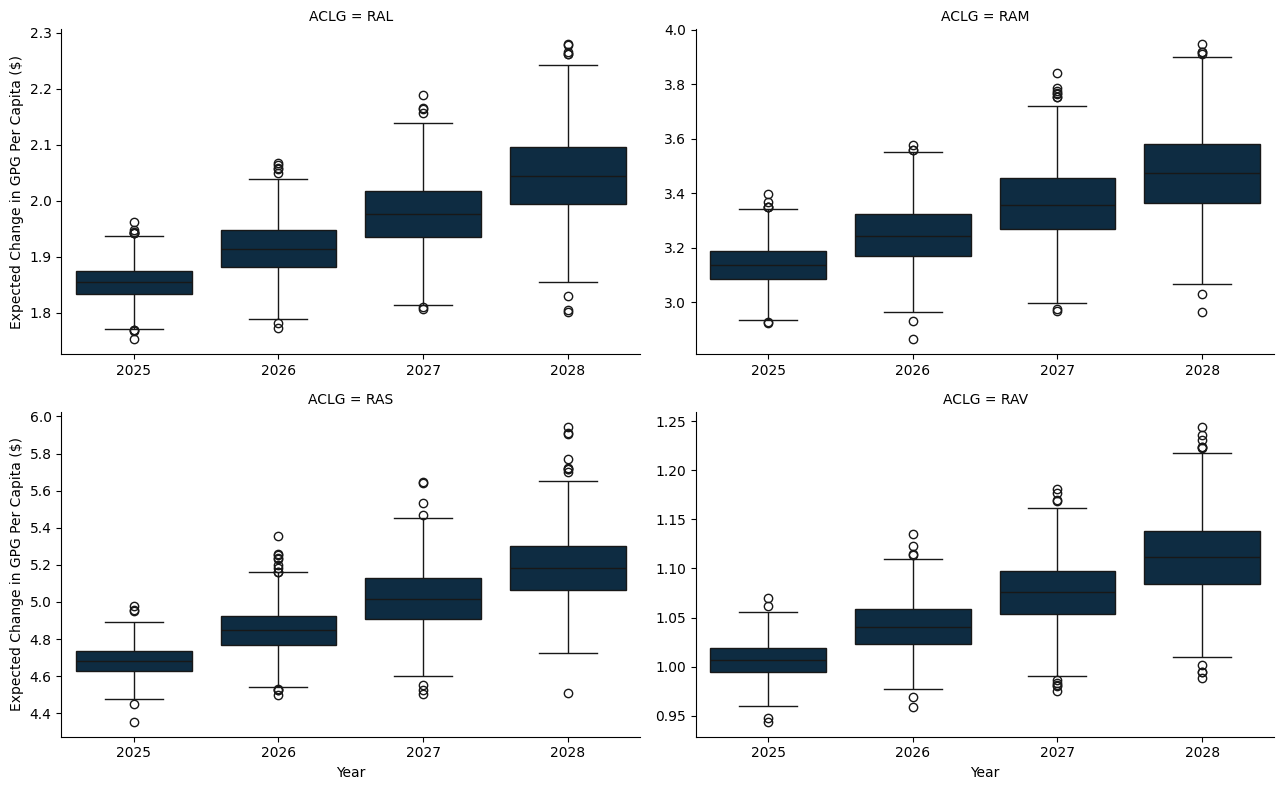 ACLG = RAL
Expected Change in GPG Per Capita ($)
2.3
2.2
2.1
2.0
1.9
1.8
2025 2026 2027 2028
ACLG = RAM
4.0
3.8
3.6
3.4
3.2
3.0
2025 2026 2027 2028
ACLG = RAS
Expected Change in GPG Per Capita ($)
6.0
5.8
5.6
5.4
5.2
5.0
4.8
4.6
4.4
2025 2026 2027 2028
Year
ACLG = RAV
1.25
1.20
1.15
1.10
1.05
1.00
0.95
2025 2026 2027 2028
Year